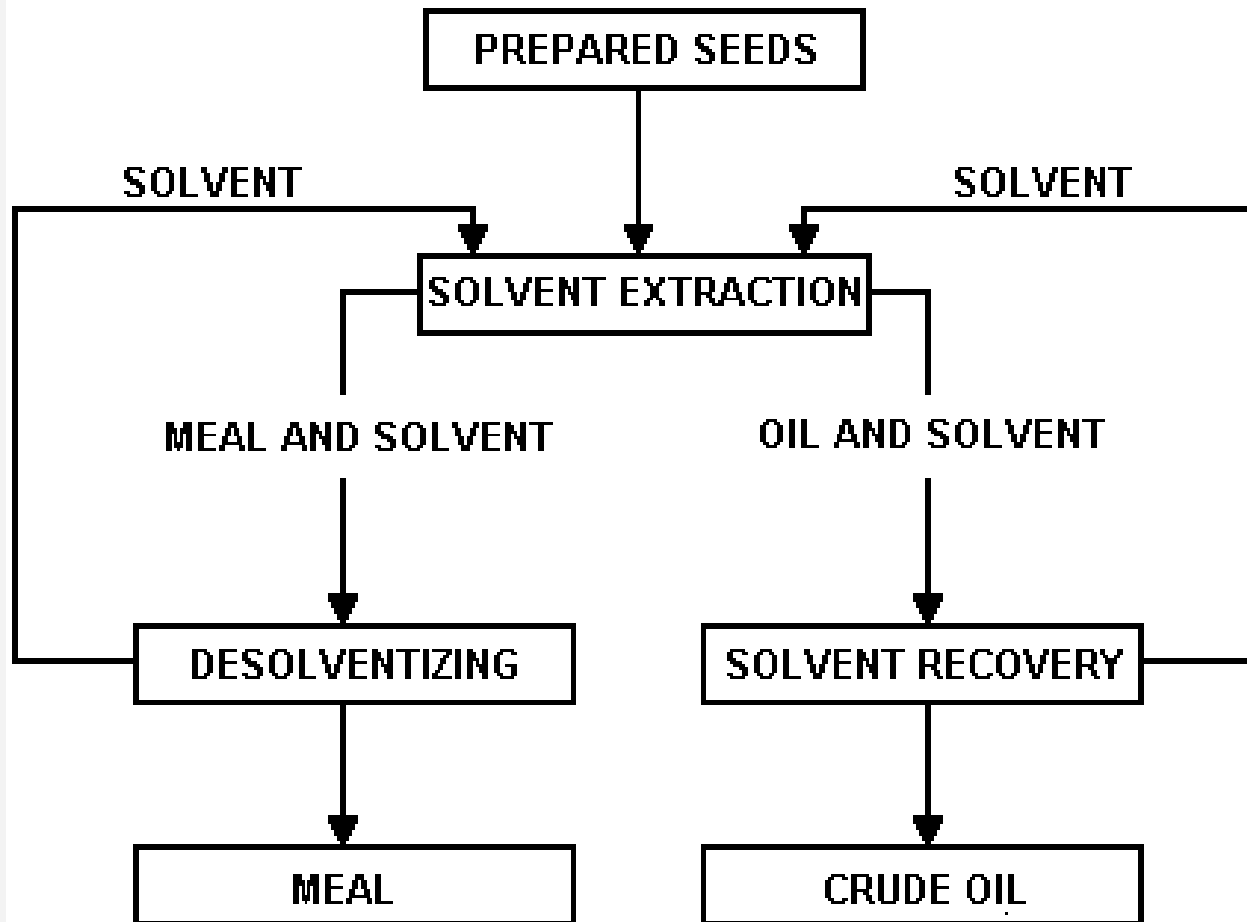 PREPARED SEEDS
SOLVENT
SOLVENT
SOLVENT EXTRACTION
MEAL AND SOLVENT
OIL AND SOLVENT
DESOLVENTIZING
SOLVENT RECOVERY
MEAL
CRUDE OIL